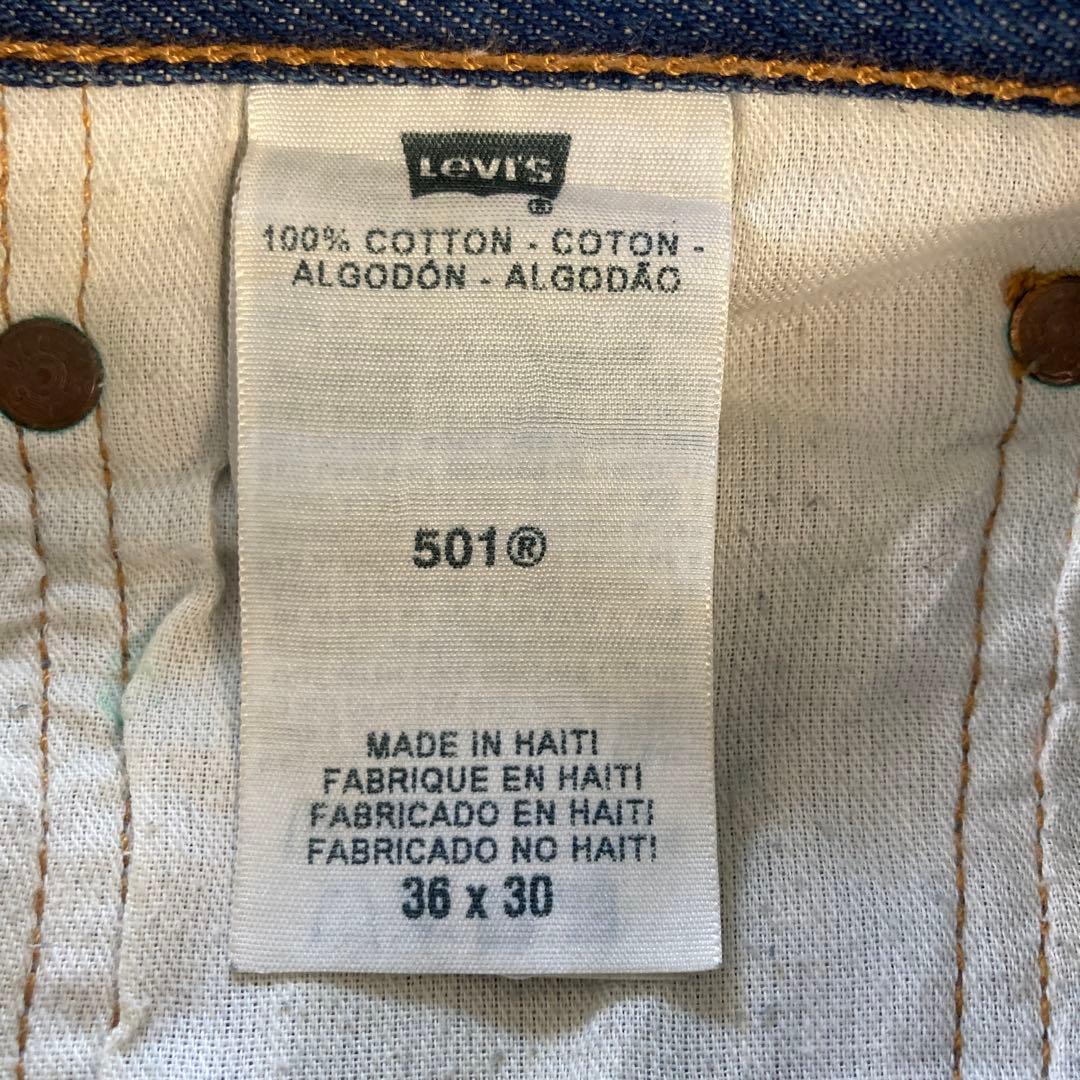 Levi's
®
100% COTTON - COTON -
ALGODÓN - ALGODÃO
501®
MADE IN HAITI
FABRIQUE EN HAITI
FABRICADO EN HAITI
FABRICADO NO HAITI
36 x 30